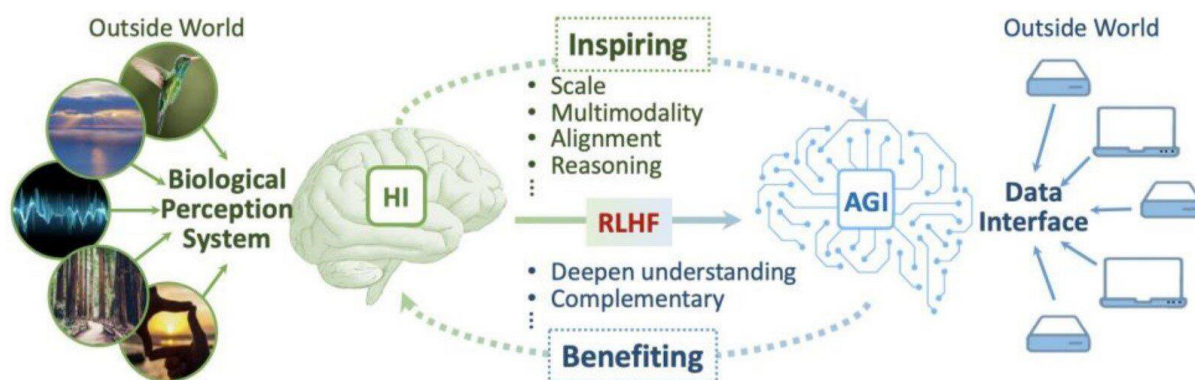 Outside World
Biological
Perception
System
HI
Inspiring
• Scale
• Multimodality
• Alignment
• Reasoning
⋮
RLHF
• Deepen understanding
• Complementary
⋮
Benefiting
AGI
Outside World
Data
Interface